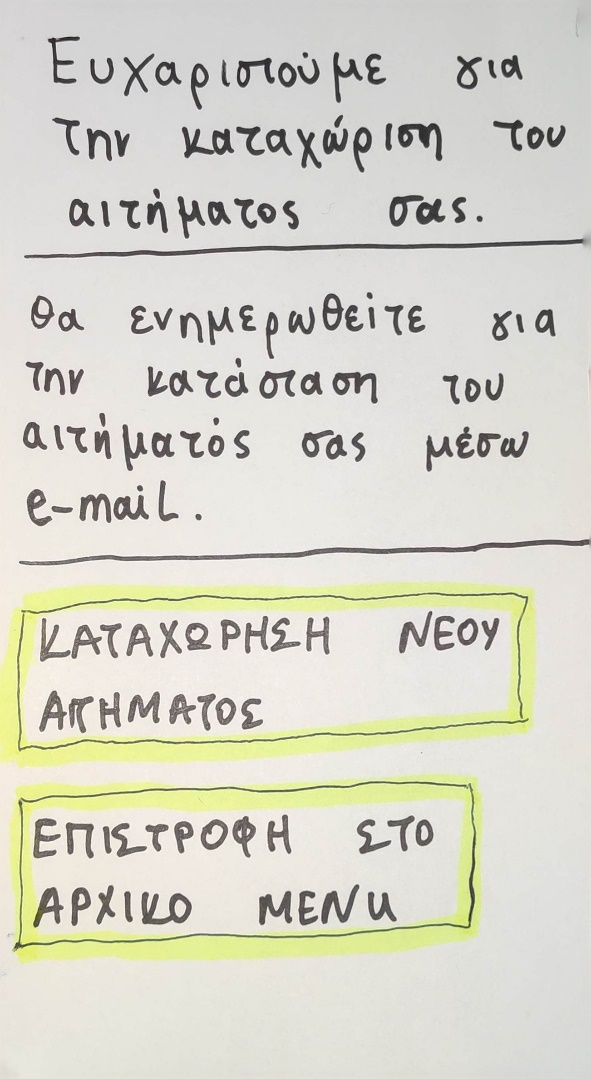 Ευχαριστούμε για
την καταχώριση του
αιτήματος σας.
Θα ενημερωθείτε για
την κατάσταση του
αιτήματός σας μέσω
e-mail.
ΚΑΤΑΧΩΡΗΣΗ ΝΕΟΥ
ΑΙΤΗΜΑΤΟΣ
ΕΠΙΣΤΡΟΦΗ ΣΤΟ
ΑΡΧΙΚΟ MENU